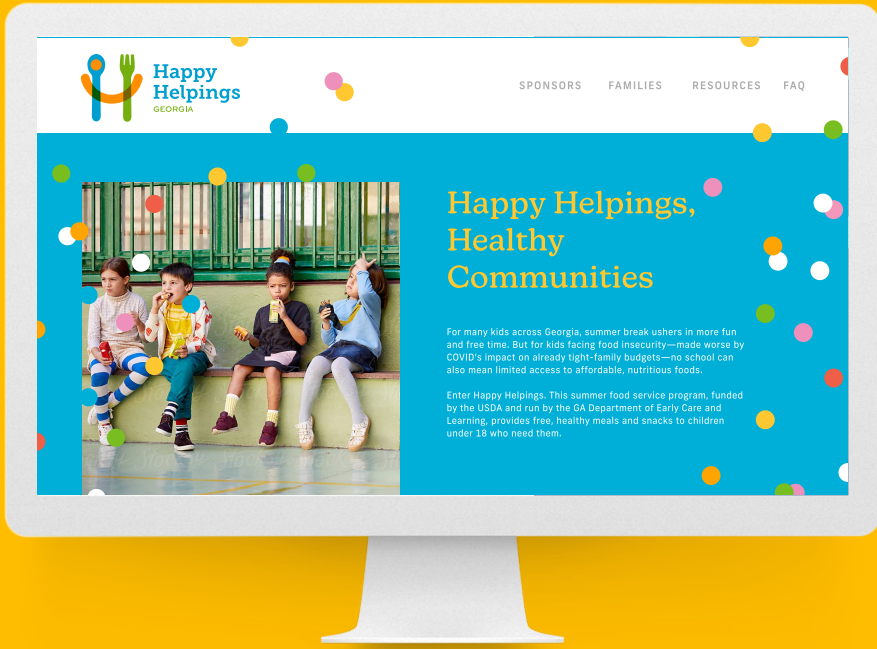 Happy
Helpings
GEORGIA
SPONSORS FAMILIES RESOURCES FAQ
Happy Helpings,
Healthy
Communities
For many kids across Georgia, summer break ushers in more fun
and free time. But for kids facing food insecurity—made worse by
COVID's impact on already tight-family budgets—no school can
also mean limited access to affordable, nutritious foods.
Enter Happy Helpings. This summer food service program, funded
by the USDA and run by the GA Department of Early Care and
Learning, provides free, healthy meals and snacks to children
under 18 who need them.